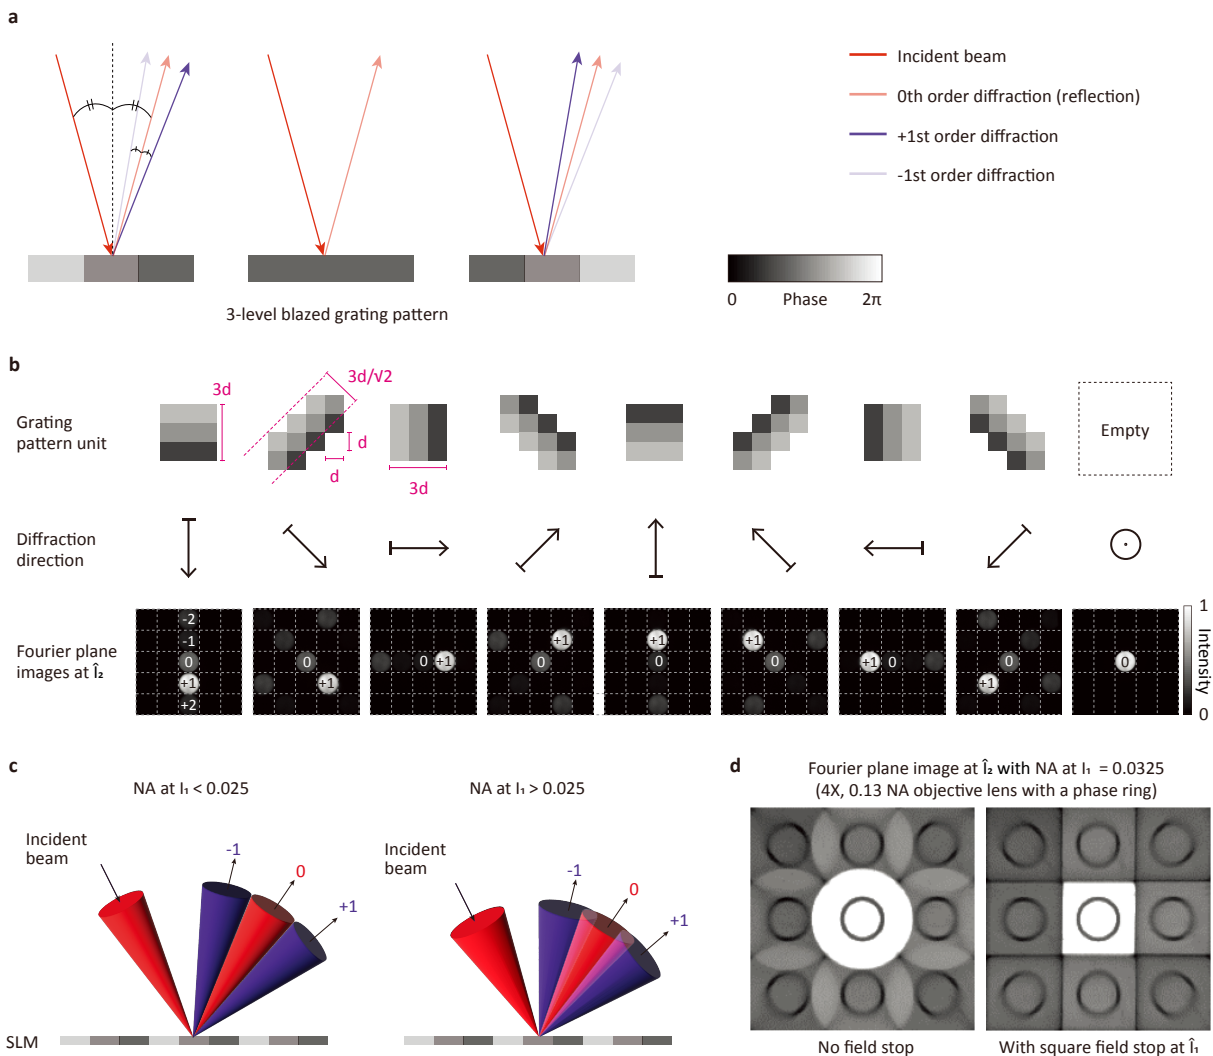 a
Incident beam
0th order diffraction (reflection)
+1st order diffraction
-1st order diffraction
0 Phase 2π
3-level blazed grating pattern
b
Grating
pattern unit
3d
3d/√2
d
d
3d
Empty
Diffraction
direction
Fourier plane
images at Î₂
-2
-1
0
+1
+2
0
+1
0
+1
+1
0
+1
0
+1
0
+1
0
0
+1
0
1
Intensity
0
c
NA at I₁ < 0.025
NA at I₁ > 0.025
Incident
beam
-1
0
+1
Incident
beam
-1
0
+1
SLM
d
Fourier plane image at Î₂ with NA at I₁ = 0.0325
(4X, 0.13 NA objective lens with a phase ring)
No field stop
With square field stop at Î₁